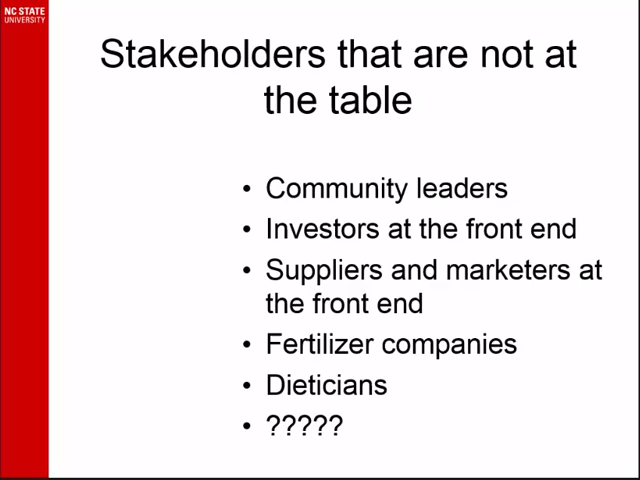 NC STATE
UNIVERSITY
Stakeholders that are not at
the table
• Community leaders
• Investors at the front end
• Suppliers and marketers at
the front end
• Fertilizer companies
• Dieticians
• ?????